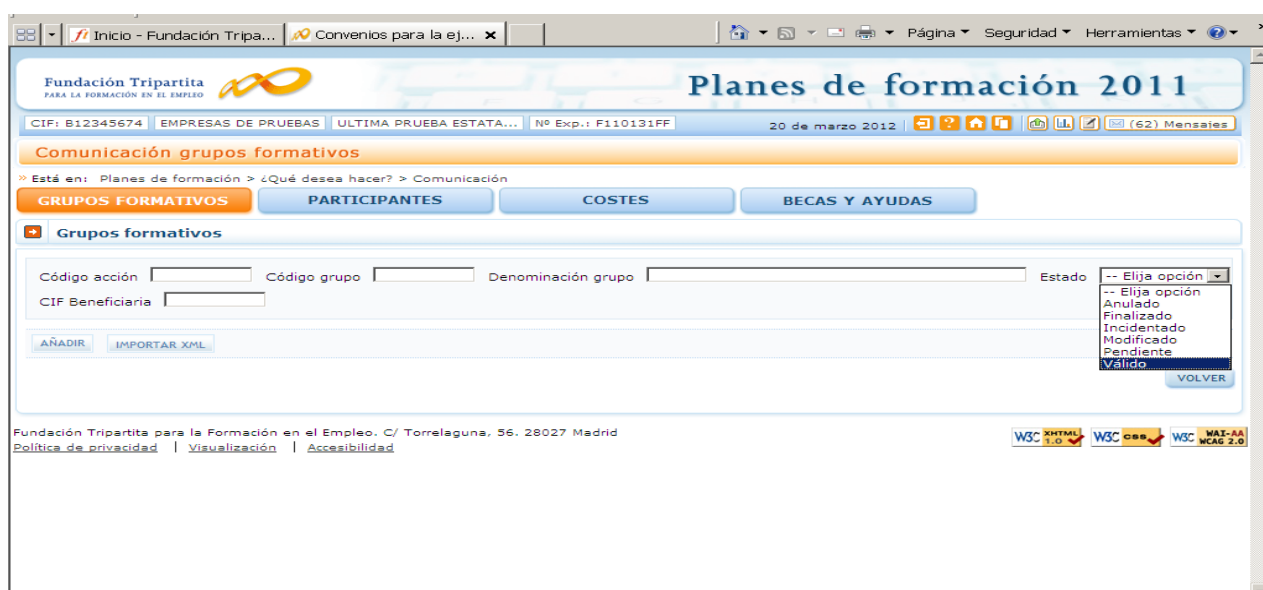 Inicio - Fundación Tripa... Convenios para la ej... Página Seguridad Herramientas
Fundación Tripartita
PARA LA FORMACIÓN EN EL EMPLEO
Planes de formación 2011
CIF: B12345674 EMPRESAS DE PRUEBAS ULTIMA PRUEBA ESTATA... Nº Exp.: F110131FF 20 de marzo 2012 (62) Mensajes
Comunicación grupos formativos
» Está en: Planes de formación > ¿Qué desea hacer? > Comunicación
GRUPOS FORMATIVOS PARTICIPANTES COSTES BECAS Y AYUDAS
Grupos formativos
Código acción Código grupo Denominación grupo Estado -- Elija opción
CIF Beneficiaria
-- Elija opción
Anulado
Finalizado
Incidentado
Modificado
Pendiente
Válido
AÑADIR IMPORTAR XML
VOLVER
Fundación Tripartita para la Formación en el Empleo. C/ Torrelaguna, 56. 28027 Madrid
Política de privacidad | Visualización | Accesibilidad
W3C XHTML 1.0 W3C css W3C WAI-AA WCAG 2.0